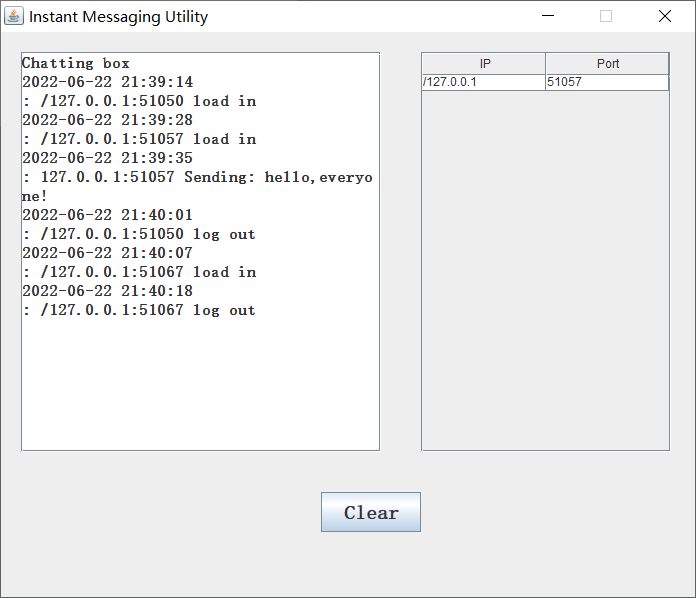 Instant Messaging Utility
Chatting box
2022-06-22 21:39:14
: /127.0.0.1:51050 load in
2022-06-22 21:39:28
: /127.0.0.1:51057 load in
2022-06-22 21:39:35
: 127.0.0.1:51057 Sending: hello,everyo
ne!
2022-06-22 21:40:01
: /127.0.0.1:51050 log out
2022-06-22 21:40:07
: /127.0.0.1:51067 load in
2022-06-22 21:40:18
: /127.0.0.1:51067 log out
IP Port
/127.0.0.1 51057
Clear